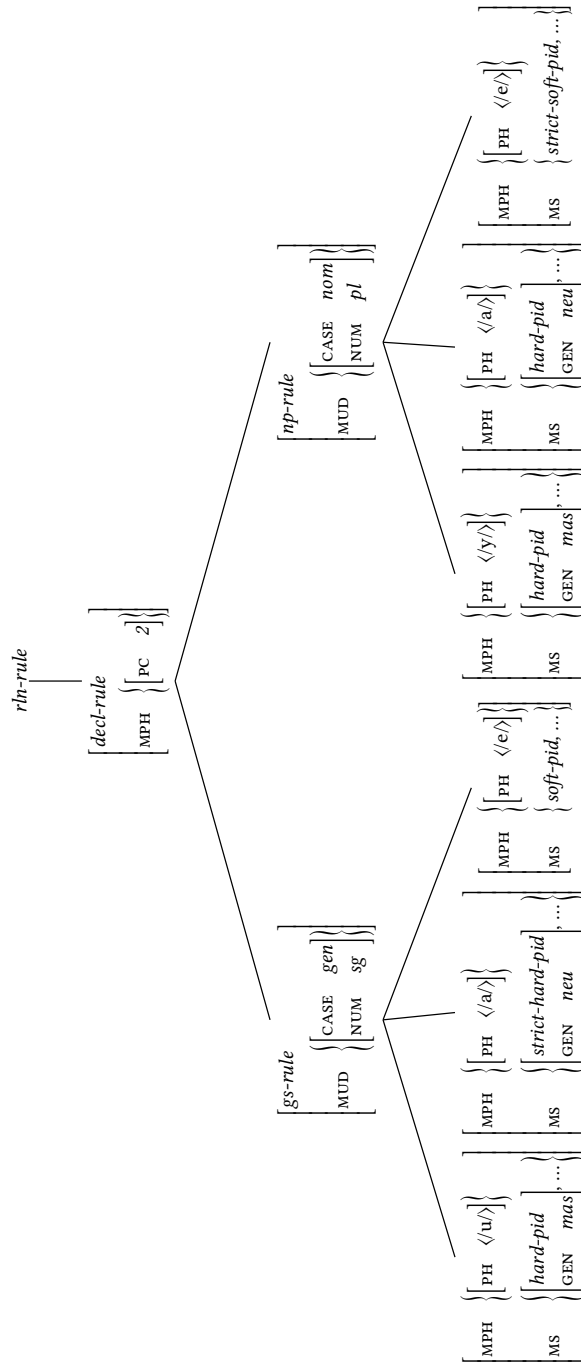 rln-rule
decl-rule
MPH {[PC 2]}
gs-rule
MUD {[CASE gen
NUM sg]}
np-rule
MUD {[CASE nom
NUM pl]}
MPH {[PH ⟨/u/⟩]}
MS {[hard-pid
GEN mas], …}
MPH {[PH ⟨/a/⟩]}
MS {[strict-hard-pid
GEN neu], …}
MPH {[PH ⟨/e/⟩]}
MS {soft-pid, …}
MPH {[PH ⟨/y/⟩]}
MS {[hard-pid
GEN mas], …}
MPH {[PH ⟨/a/⟩]}
MS {[hard-pid
GEN neu], …}
MPH {[PH ⟨/e/⟩]}
MS {strict-soft-pid, …}